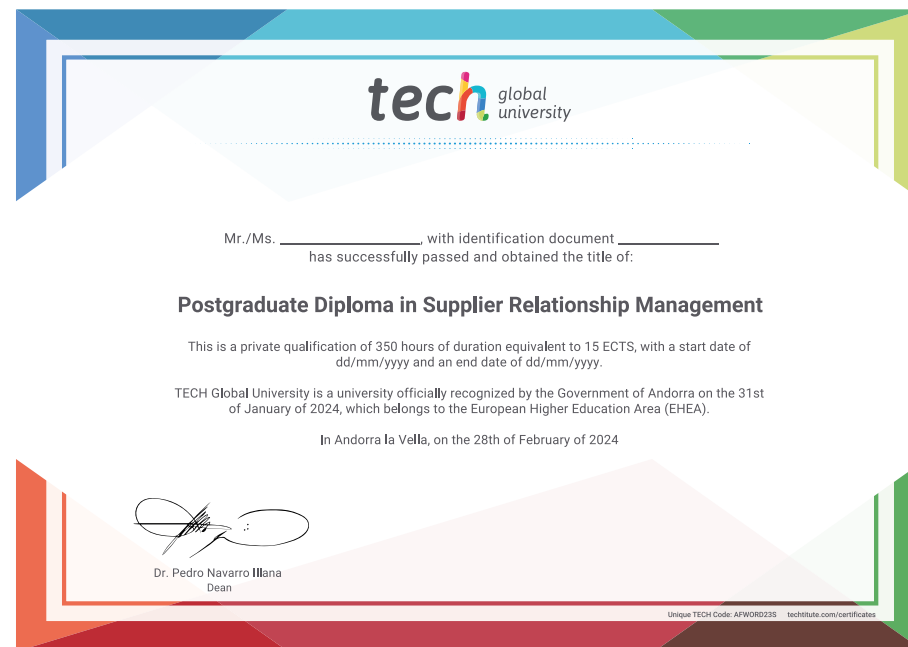 tech global university
Mr./Ms. ____________________, with identification document ______________
has successfully passed and obtained the title of:
Postgraduate Diploma in Supplier Relationship Management
This is a private qualification of 350 hours of duration equivalent to 15 ECTS, with a start date of
dd/mm/yyyy and an end date of dd/mm/yyyy.
TECH Global University is a university officially recognized by the Government of Andorra on the 31st
of January of 2024, which belongs to the European Higher Education Area (EHEA).
In Andorra la Vella, on the 28th of February of 2024
Dr. Pedro Navarro Illana
Dean
Unique TECH Code: AFWORD23S techtitute.com/certificates